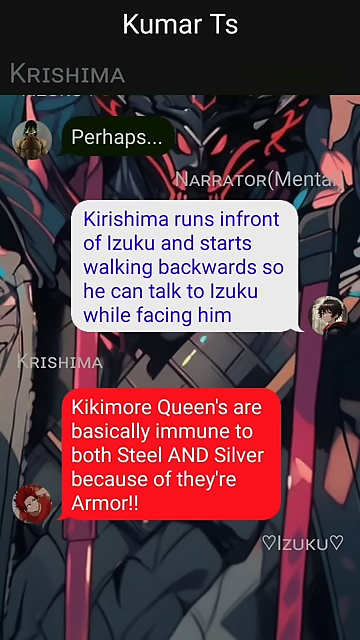 Kumar Ts
Krishima
Perhaps...
Narrator(Mental
Kirishima runs infront
of Izuku and starts
walking backwards so
he can talk to Izuku
while facing him
Krishima
Kikimore Queen's are
basically immune to
both Steel AND Silver
because of they're
Armor!!
♡Izuku♡